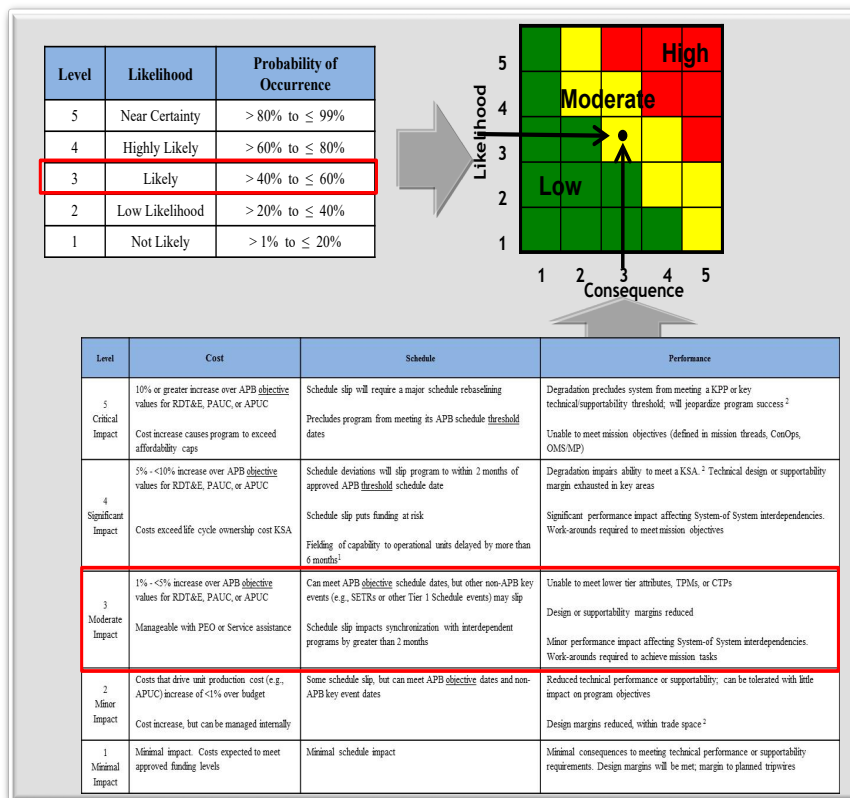 Level Likelihood Probability of
Occurrence
5 Near Certainty > 80% to ≤ 99%
4 Highly Likely > 60% to ≤ 80%
3 Likely > 40% to ≤ 60%
2 Low Likelihood > 20% to ≤ 40%
1 Not Likely > 1% to ≤ 20%
Likelihood
5
4
3
2
1
High
Moderate
Low
1 2 3 4 5
Consequence
Level Cost Schedule Performance
5
Critical
Impact
10% or greater increase over APB objective
values for RDT&E, PAUC, or APUC
Cost increase causes program to exceed
affordability caps
Schedule slip will require a major schedule rebaselining
Precludes program from meeting its APB schedule threshold
dates
Degradation precludes system from meeting a KPP or key
technical/supportability threshold; will jeopardize program success 2
Unable to meet mission objectives (defined in mission threads, ConOps,
OMS/MP)
4
Significant
Impact
5% - <10% increase over APB objective
values for RDT&E, PAUC, or APUC
Costs exceed life cycle ownership cost KSA
Schedule deviations will slip program to within 2 months of
approved APB threshold schedule date
Schedule slip puts funding at risk
Fielding of capability to operational units delayed by more than
6 months1
Degradation impairs ability to meet a KSA. 2 Technical design or supportability
margin exhausted in key areas
Significant performance impact affecting System-of System interdependencies.
Work-arounds required to meet mission objectives
3
Moderate
Impact
1% - <5% increase over APB objective
values for RDT&E, PAUC, or APUC
Manageable with PEO or Service assistance
Can meet APB objective schedule dates, but other non-APB key
events (e.g., SETRs or other Tier 1 Schedule events) may slip
Schedule slip impacts synchronization with interdependent
programs by greater than 2 months
Unable to meet lower tier attributes, TPMs, or CTPs
Design or supportability margins reduced
Minor performance impact affecting System-of System interdependencies.
Work-arounds required to achieve mission tasks
2
Minor
Impact
Costs that drive unit production cost (e.g.,
APUC) increase of <1% over budget
Cost increase, but can be managed internally
Some schedule slip, but can meet APB objective dates and non-
APB key event dates
Reduced technical performance or supportability; can be tolerated with little
impact on program objectives
Design margins reduced, within trade space 2
1
Minimal
Impact
Minimal impact. Costs expected to meet
approved funding levels
Minimal schedule impact
Minimal consequences to meeting technical performance or supportability
requirements. Design margins will be met; margin to planned tripwires